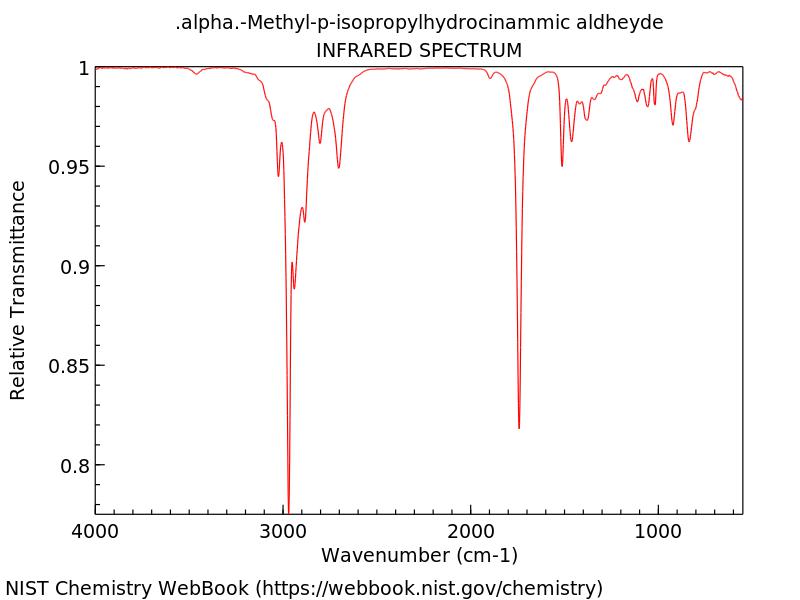 .alpha.-Methyl-p-isopropylhydrocinammic aldheyde
INFRARED SPECTRUM
1
0.95
0.9
0.85
0.8
Relative Transmittance
4000 3000 2000 1000
Wavenumber (cm-1)
NIST Chemistry WebBook (https://webbook.nist.gov/chemistry)